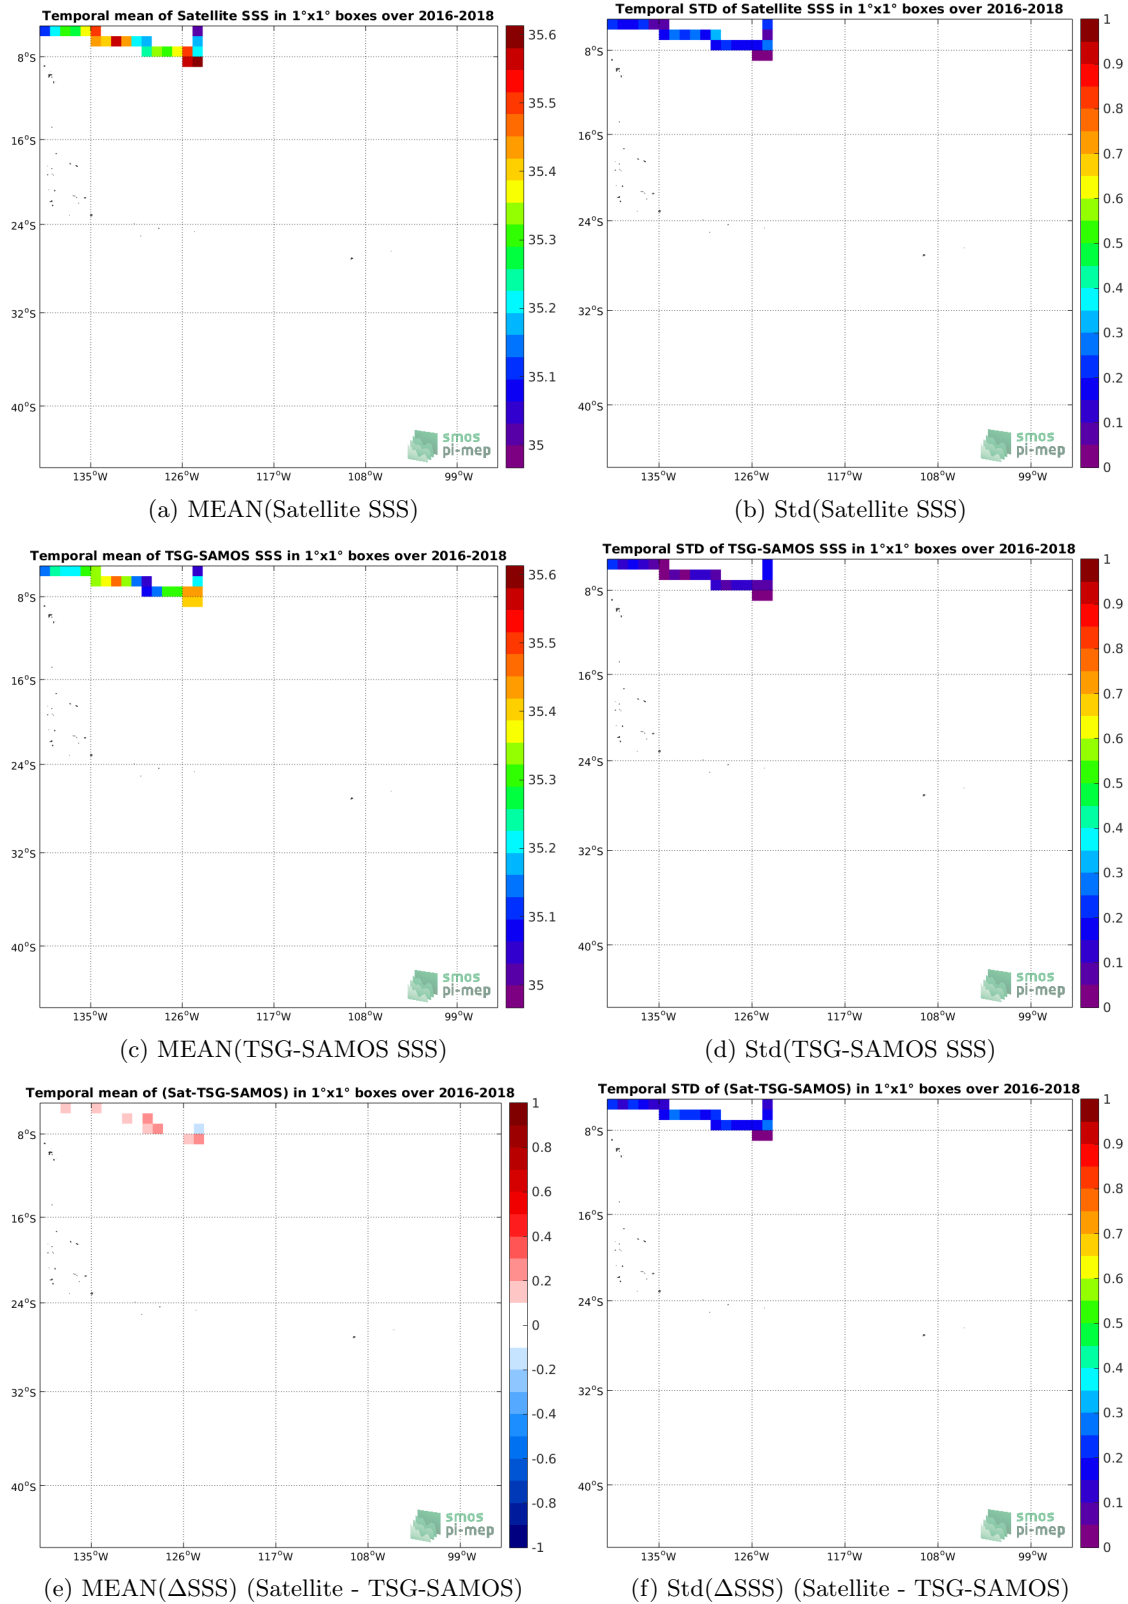 Temporal mean of Satellite SSS in 1°x1° boxes over 2016-2018
8°S
16°S
24°S
32°S
40°S
135°W 126°W 117°W 108°W 99°W
35.6
35.5
35.4
35.3
35.2
35.1
35
smos
pi-mep
(a) MEAN(Satellite SSS)
Temporal STD of Satellite SSS in 1°x1° boxes over 2016-2018
8°S
16°S
24°S
32°S
40°S
135°W 126°W 117°W 108°W 99°W
1
0.9
0.8
0.7
0.6
0.5
0.4
0.3
0.2
0.1
0
smos
pi-mep
(b) Std(Satellite SSS)
Temporal mean of TSG-SAMOS SSS in 1°x1° boxes over 2016-2018
8°S
16°S
24°S
32°S
40°S
135°W 126°W 117°W 108°W 99°W
35.6
35.5
35.4
35.3
35.2
35.1
35
smos
pi-mep
(c) MEAN(TSG-SAMOS SSS)
Temporal STD of TSG-SAMOS SSS in 1°x1° boxes over 2016-2018
8°S
16°S
24°S
32°S
40°S
135°W 126°W 117°W 108°W 99°W
1
0.9
0.8
0.7
0.6
0.5
0.4
0.3
0.2
0.1
0
smos
pi-mep
(d) Std(TSG-SAMOS SSS)
Temporal mean of (Sat-TSG-SAMOS) in 1°x1° boxes over 2016-2018
8°S
16°S
24°S
32°S
40°S
135°W 126°W 117°W 108°W 99°W
1
0.8
0.6
0.4
0.2
0
-0.2
-0.4
-0.6
-0.8
-1
smos
pi-mep
(e) MEAN(ΔSSS) (Satellite - TSG-SAMOS)
Temporal STD of (Sat-TSG-SAMOS) in 1°x1° boxes over 2016-2018
8°S
16°S
24°S
32°S
40°S
135°W 126°W 117°W 108°W 99°W
1
0.9
0.8
0.7
0.6
0.5
0.4
0.3
0.2
0.1
0
smos
pi-mep
(f) Std(ΔSSS) (Satellite - TSG-SAMOS)